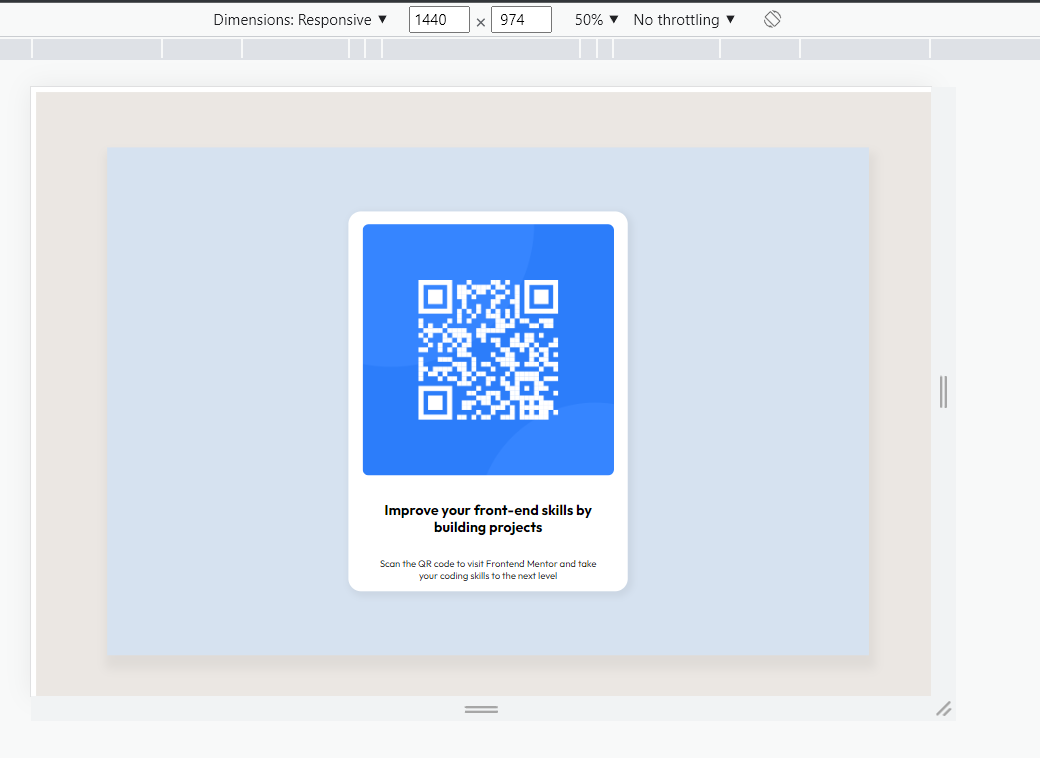 Dimensions: Responsive ▼ 1440 × 974 50% ▼ No throttling ▼
Improve your front-end skills by
building projects
Scan the QR code to visit Frontend Mentor and take
your coding skills to the next level